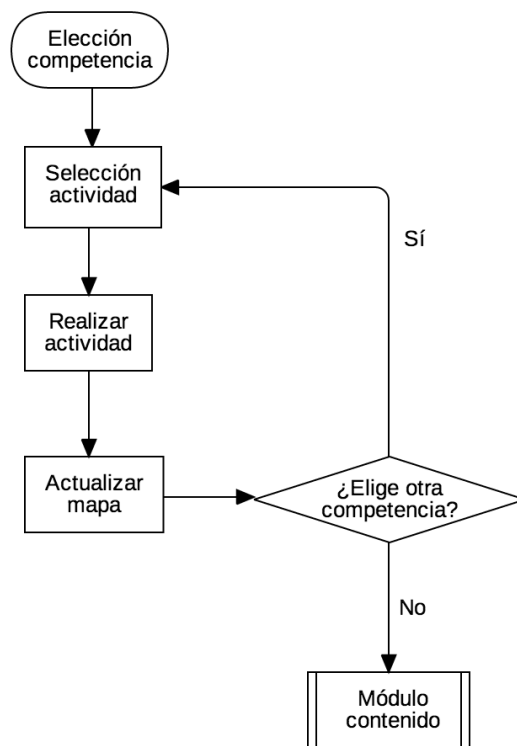 Elección
competencia
Selección
actividad
Sí
Realizar
actividad
Actualizar
mapa
¿Elige otra
competencia?
No
Módulo
contenido